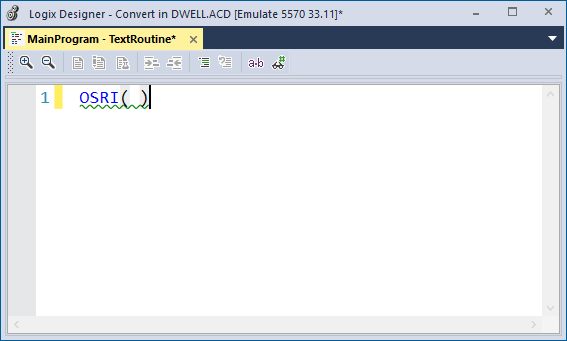 Logix Designer - Convert in DWELL.ACD [Emulate 5570 33.11]*
MainProgram - TextRoutine*
a•b
1 OSRI( )